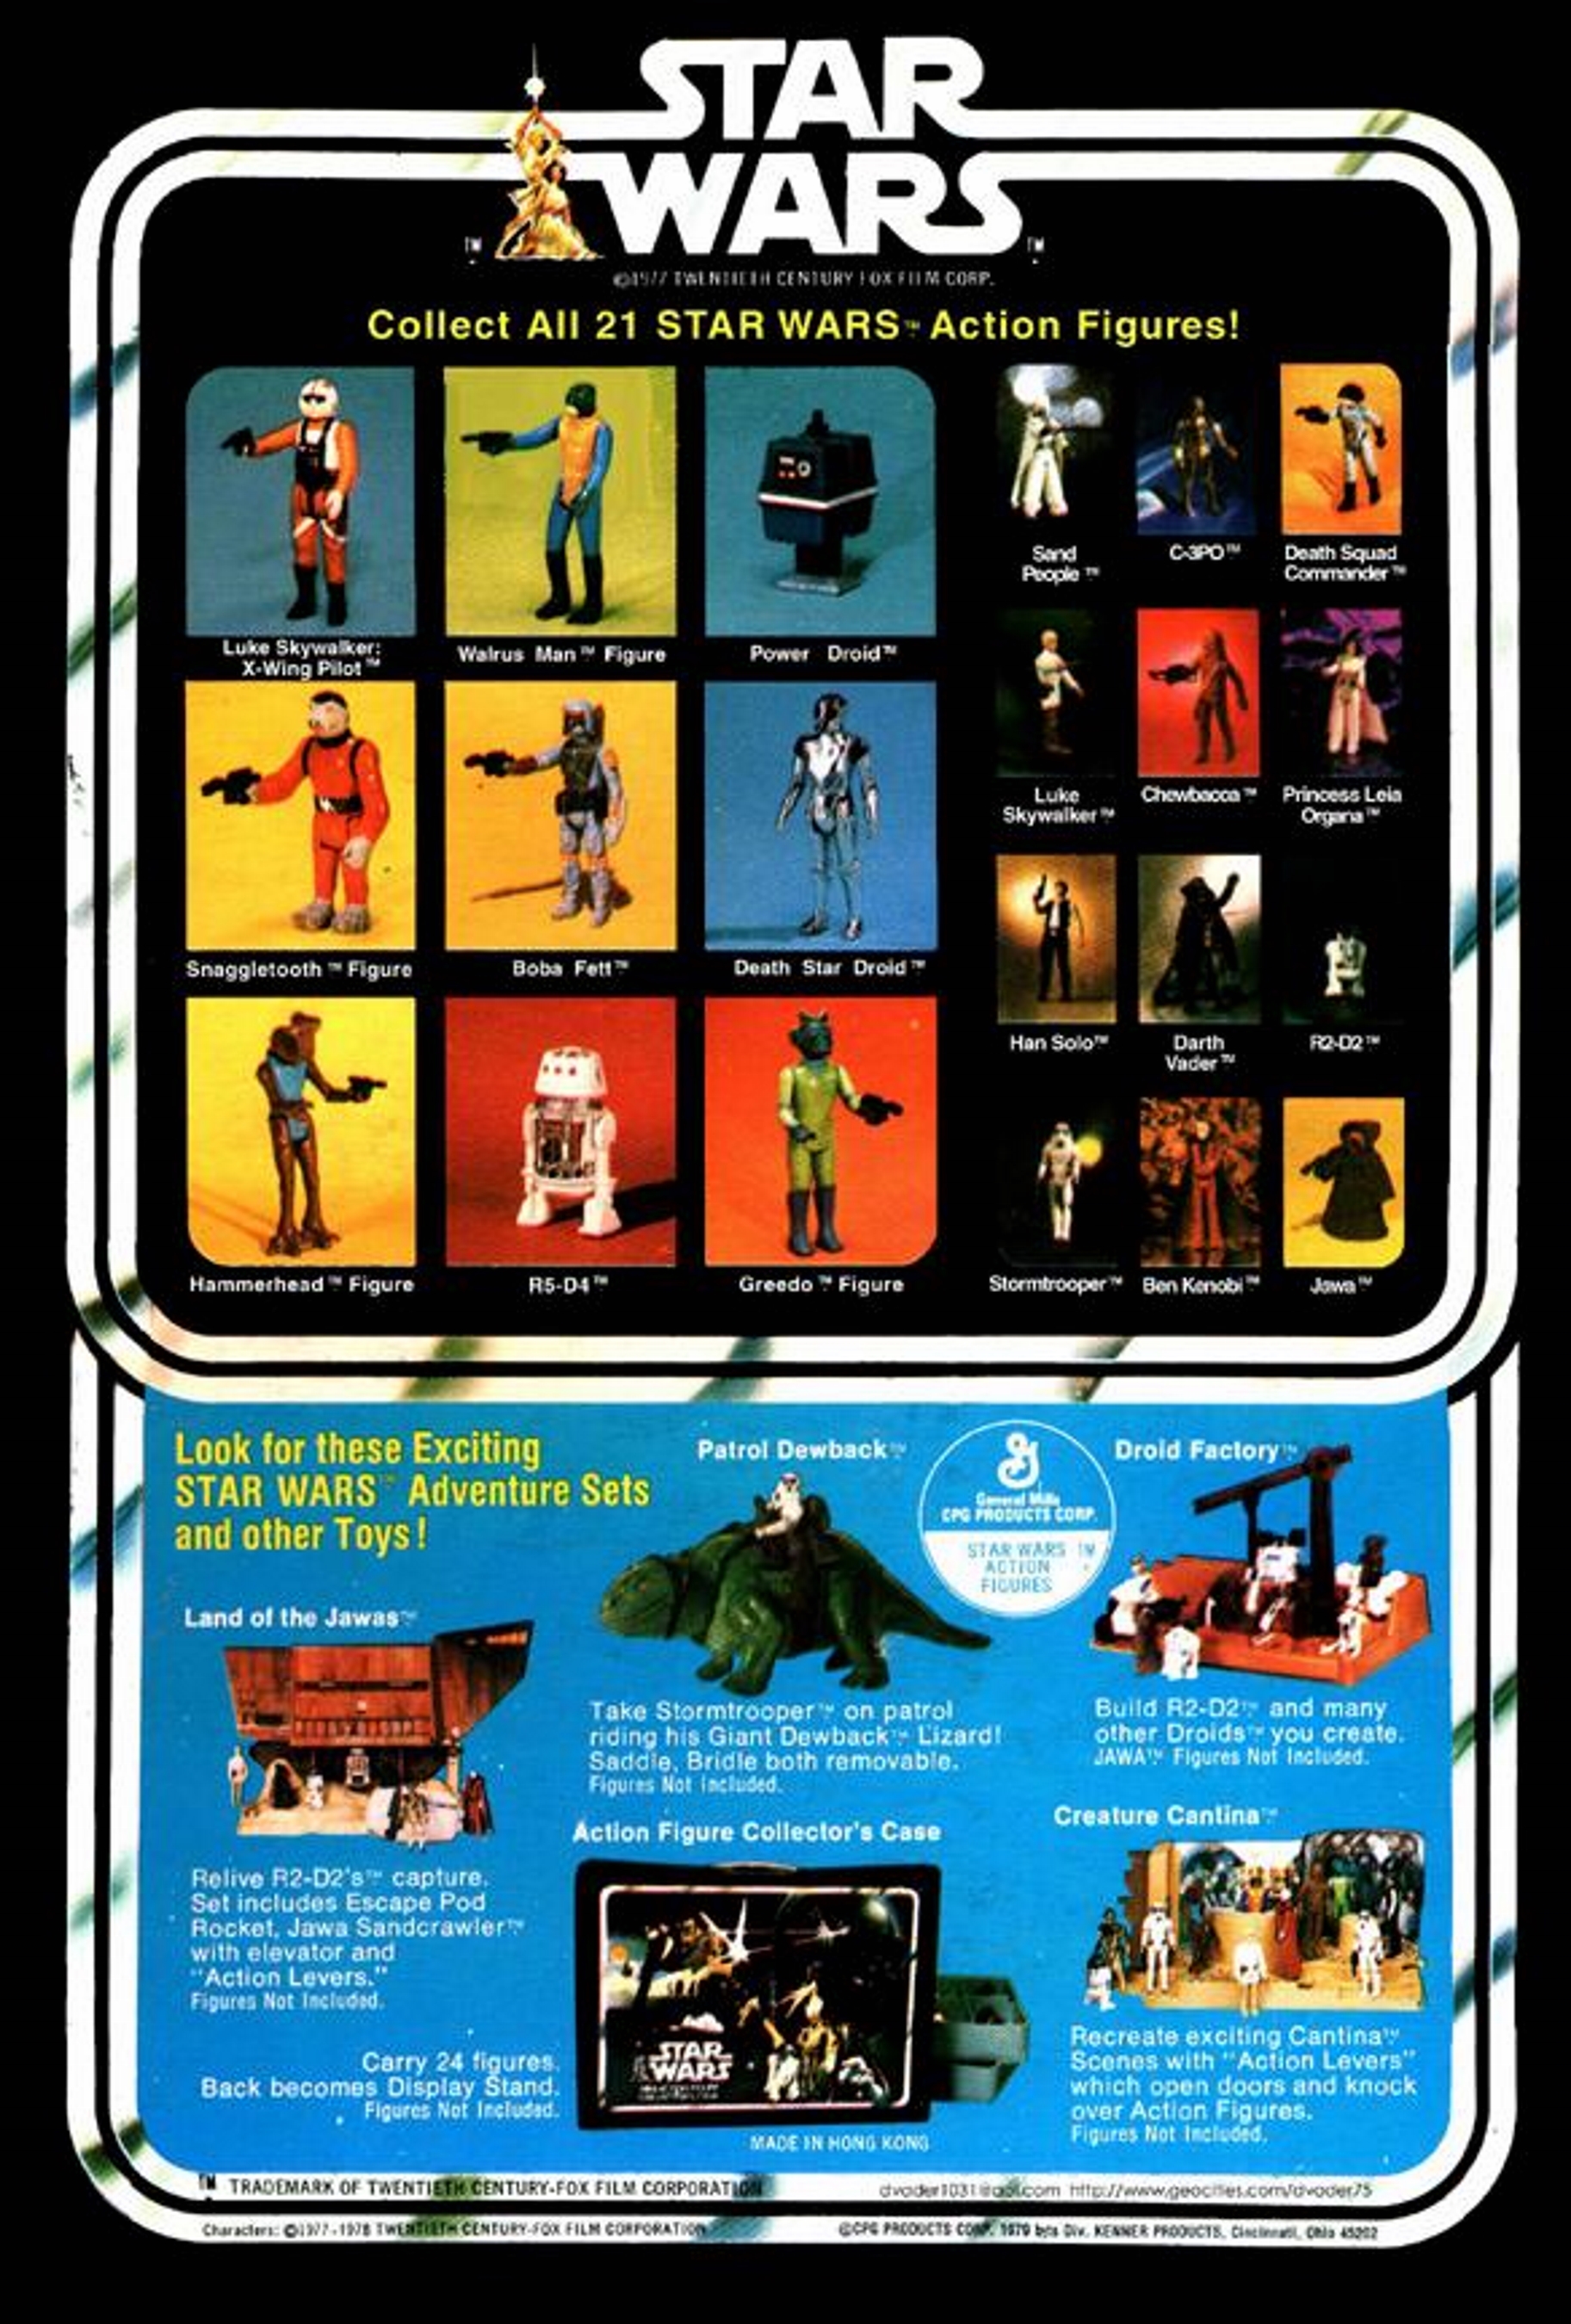 STAR
WARS
TM TM
©1977 TWENTIETH CENTURY FOX FILM CORP.
Collect All 21 STAR WARS™ Action Figures!
Luke Skywalker:
X-Wing Pilot™
Walrus Man™ Figure
Power Droid™
Sand
People™
C-3PO™
Death Squad
Commander™
Snaggletooth™ Figure
Boba Fett™
Death Star Droid™
Luke
Skywalker™
Chewbacca™
Princess Leia
Organa™
Han Solo™
Darth
Vader™
R2-D2™
Hammerhead™ Figure
R5-D4™
Greedo™ Figure
Stormtrooper™
Ben Kenobi™
Jawa™
Look for these Exciting
STAR WARS™ Adventure Sets
and other Toys!
Patrol Dewback™
General Mills
CPG PRODUCTS CORP.
STAR WARS TM
ACTION
FIGURES
Droid Factory™
Land of the Jawas™
Take Stormtrooper™ on patrol
riding his Giant Dewback™ Lizard!
Saddle, Bridle both removable.
Figures Not Included.
Build R2-D2™ and many
other Droids™ you create.
JAWA™ Figures Not Included.
Action Figure Collector's Case
Creature Cantina™
Relive R2-D2's™ capture.
Set includes Escape Pod
Rocket, Jawa Sandcrawler™
with elevator and
"Action Levers."
Figures Not Included.
STAR
WARS
Carry 24 figures.
Back becomes Display Stand.
Figures Not Included.
Recreate exciting Cantina™
Scenes with "Action Levers"
which open doors and knock
over Action Figures.
Figures Not Included.
MADE IN HONG KONG
TM TRADEMARK OF TWENTIETH CENTURY-FOX FILM CORPORATION
dvader1031@aol.com http://www.geocities.com/dvader75
Characters: ©1977-1978 TWENTIETH CENTURY-FOX FILM CORPORATION
©CPG PRODUCTS CORP. 1979 by its Div. KENNER PRODUCTS, Cincinnati, Ohio 45202